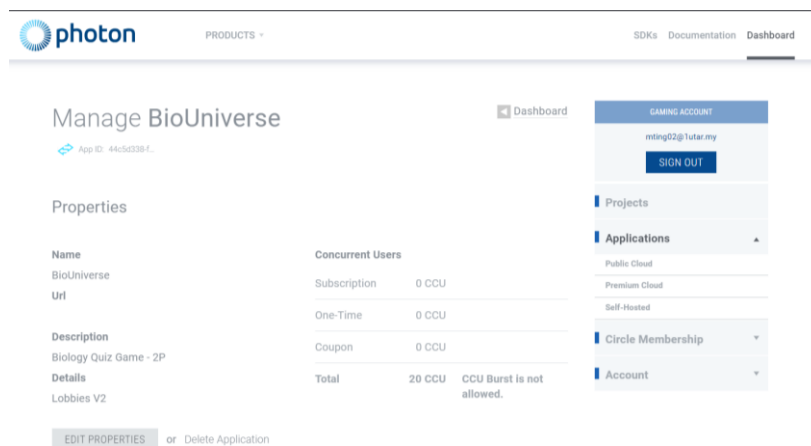 photon
PRODUCTS
SDKs Documentation Dashboard
Manage BioUniverse
Dashboard
App ID: 44c5d338-f..
Properties
Name
BioUniverse
Url
Description
Biology Quiz Game - 2P
Details
Lobbies V2
EDIT PROPERTIES or Delete Application
Concurrent Users
Subscription 0 CCU
One-Time 0 CCU
Coupon 0 CCU
Total 20 CCU CCU Burst is not
allowed.
GAMING ACCOUNT
mting02@1utar.my
SIGN OUT
Projects
Applications
Public Cloud
Premium Cloud
Self-Hosted
Circle Membership
Account